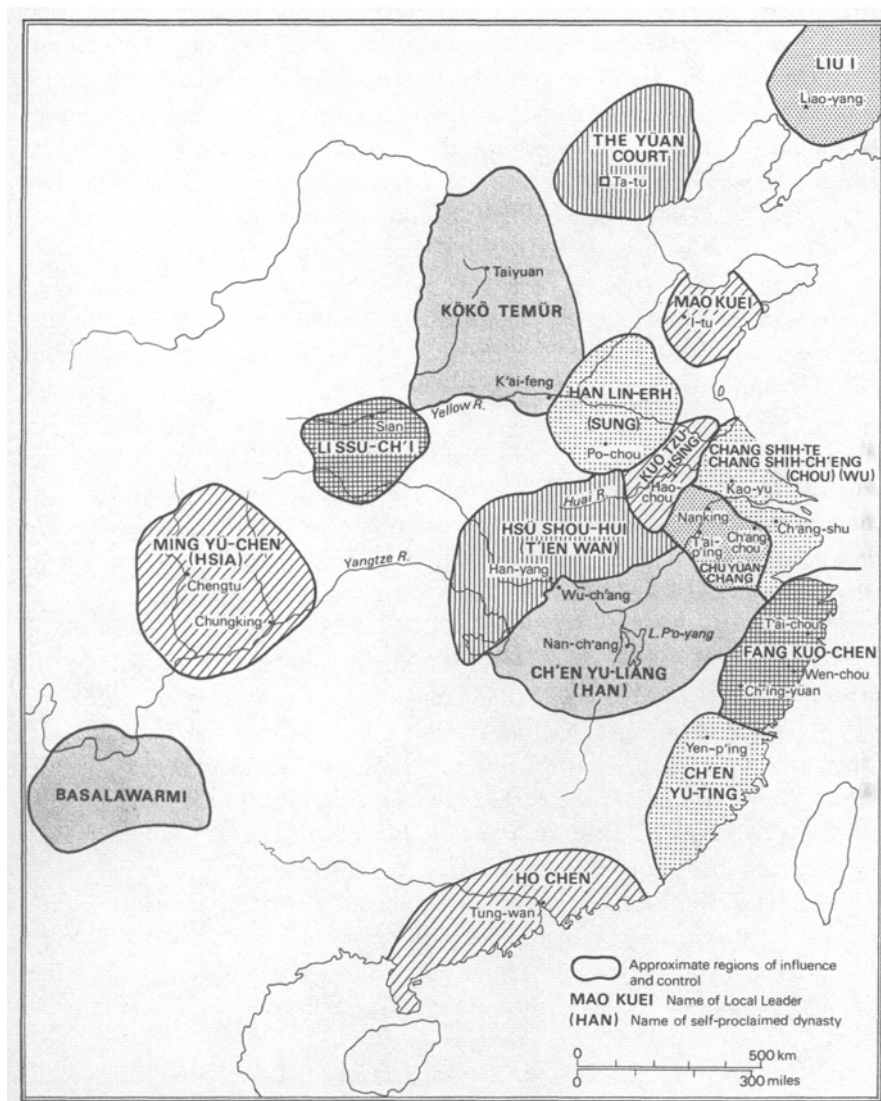 LIU I
Liao-yang
THE YÜAN
COURT
Ta-tu
Taiyuan
KÖKÖ TEMÜR
MAO KUEI
I-tu
K'ai-feng
Yellow R.
HAN LIN-ERH
(SUNG)
Po-chou
Sian
LI SSU-CH'I
KUO TZU-
HSING
Hao-
chou
Huai R.
CHANG SHIH-TE
CHANG SHIH-CH'ENG
(CHOU) (WU)
Kao-yu
Nanking
Ch'ang-shu
T'ai-
p'ing
Ch'ang
chou
CHU YÜAN-
CHANG
HSÜ SHOU-HUI
(T'IEN WAN)
MING YÜ-CHEN
(HSIA)
Chengtu
Yangtze R.
Han-yang
Wu-ch'ang
Chungking
Nan-ch'ang
L.Po-yang
CH'EN YU-LIANG
(HAN)
T'ai-chou
FANG KUO-CHEN
Wen-chou
Ch'ing-yuan
Yen-p'ing
CH'EN
YU-TING
BASALAWARMI
HO CHEN
Tung-wan
Approximate regions of influence
and control
MAO KUEI Name of Local Leader
(HAN) Name of self-proclaimed dynasty
0 500 km
0 300 miles